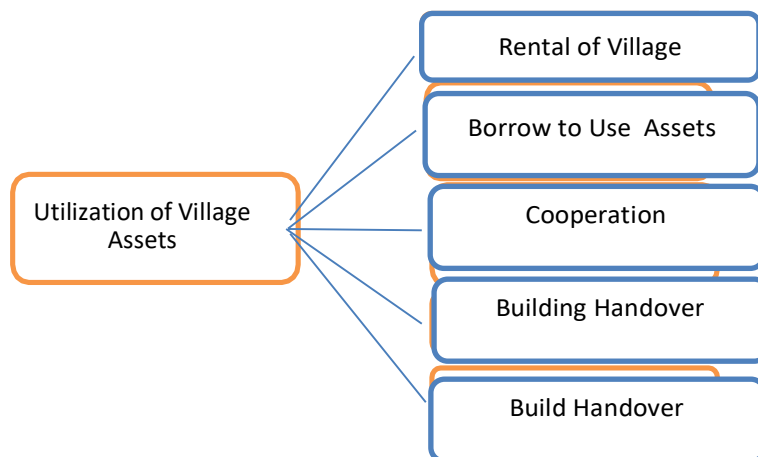 Rental of Village
Borrow to Use Assets
Utilization of Village
Assets
Cooperation
Building Handover
Build Handover